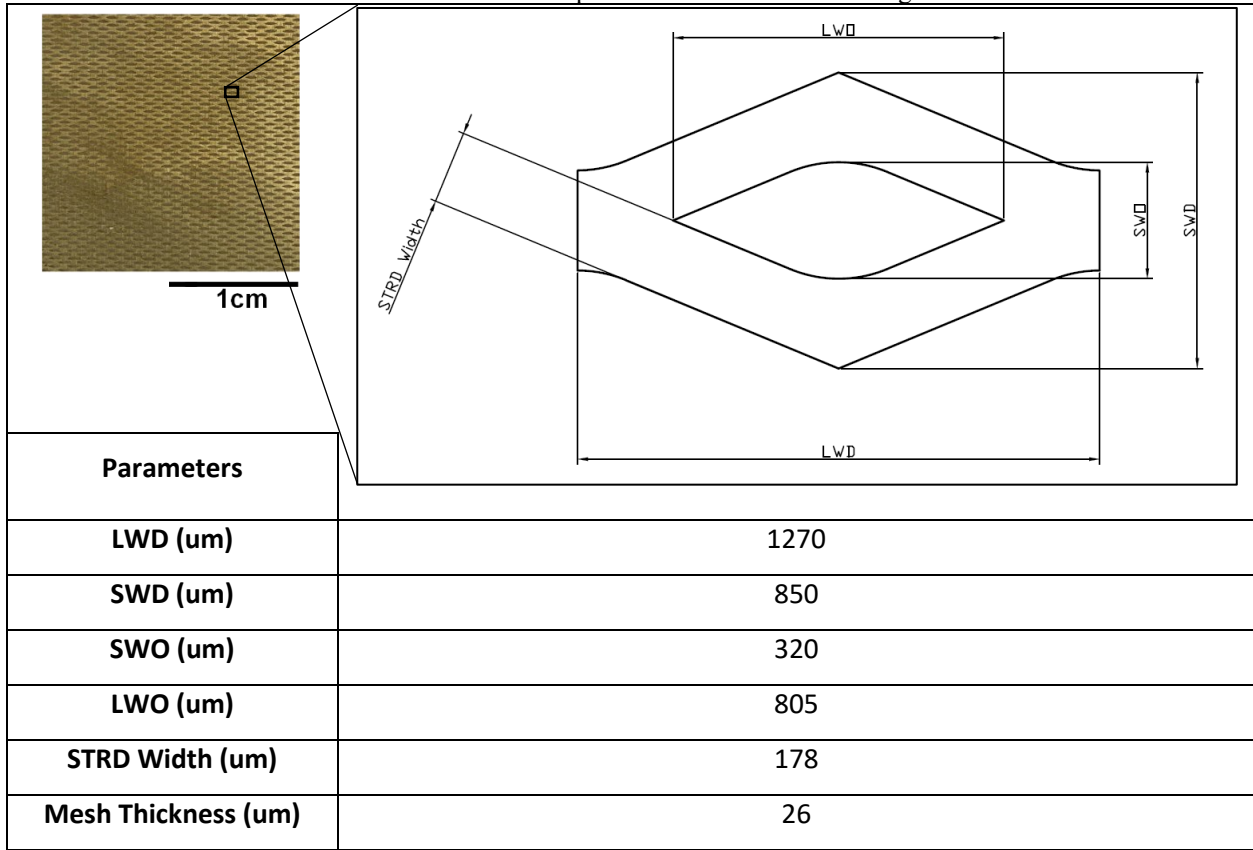 LWO
STRD Width
SWO
SWD
1cm
LWD
Parameters
LWD (um) 1270
SWD (um) 850
SWO (um) 320
LWO (um) 805
STRD Width (um) 178
Mesh Thickness (um) 26